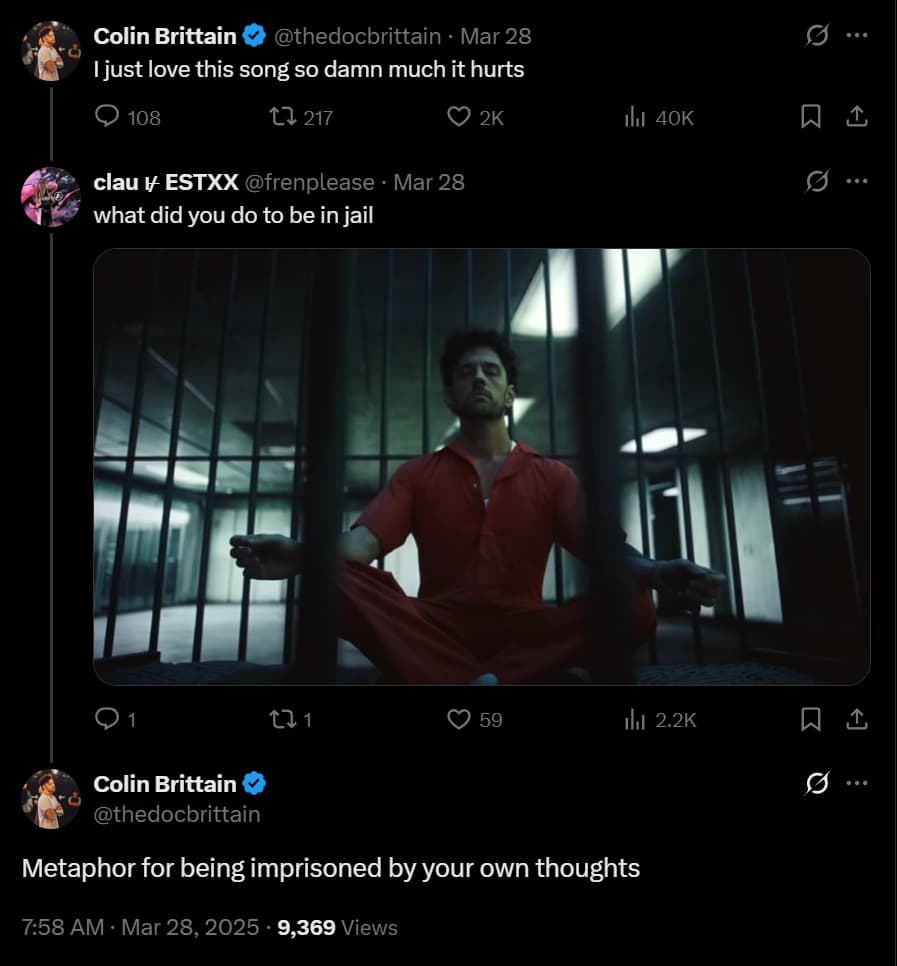 Colin Brittain @thedocbrittain · Mar 28
I just love this song so damn much it hurts
108 217 2K 40K
clau ⊬ ESTXX @frenplease · Mar 28
what did you do to be in jail
1 1 59 2.2K
Colin Brittain
@thedocbrittain
Metaphor for being imprisoned by your own thoughts
7:58 AM · Mar 28, 2025 · 9,369 Views